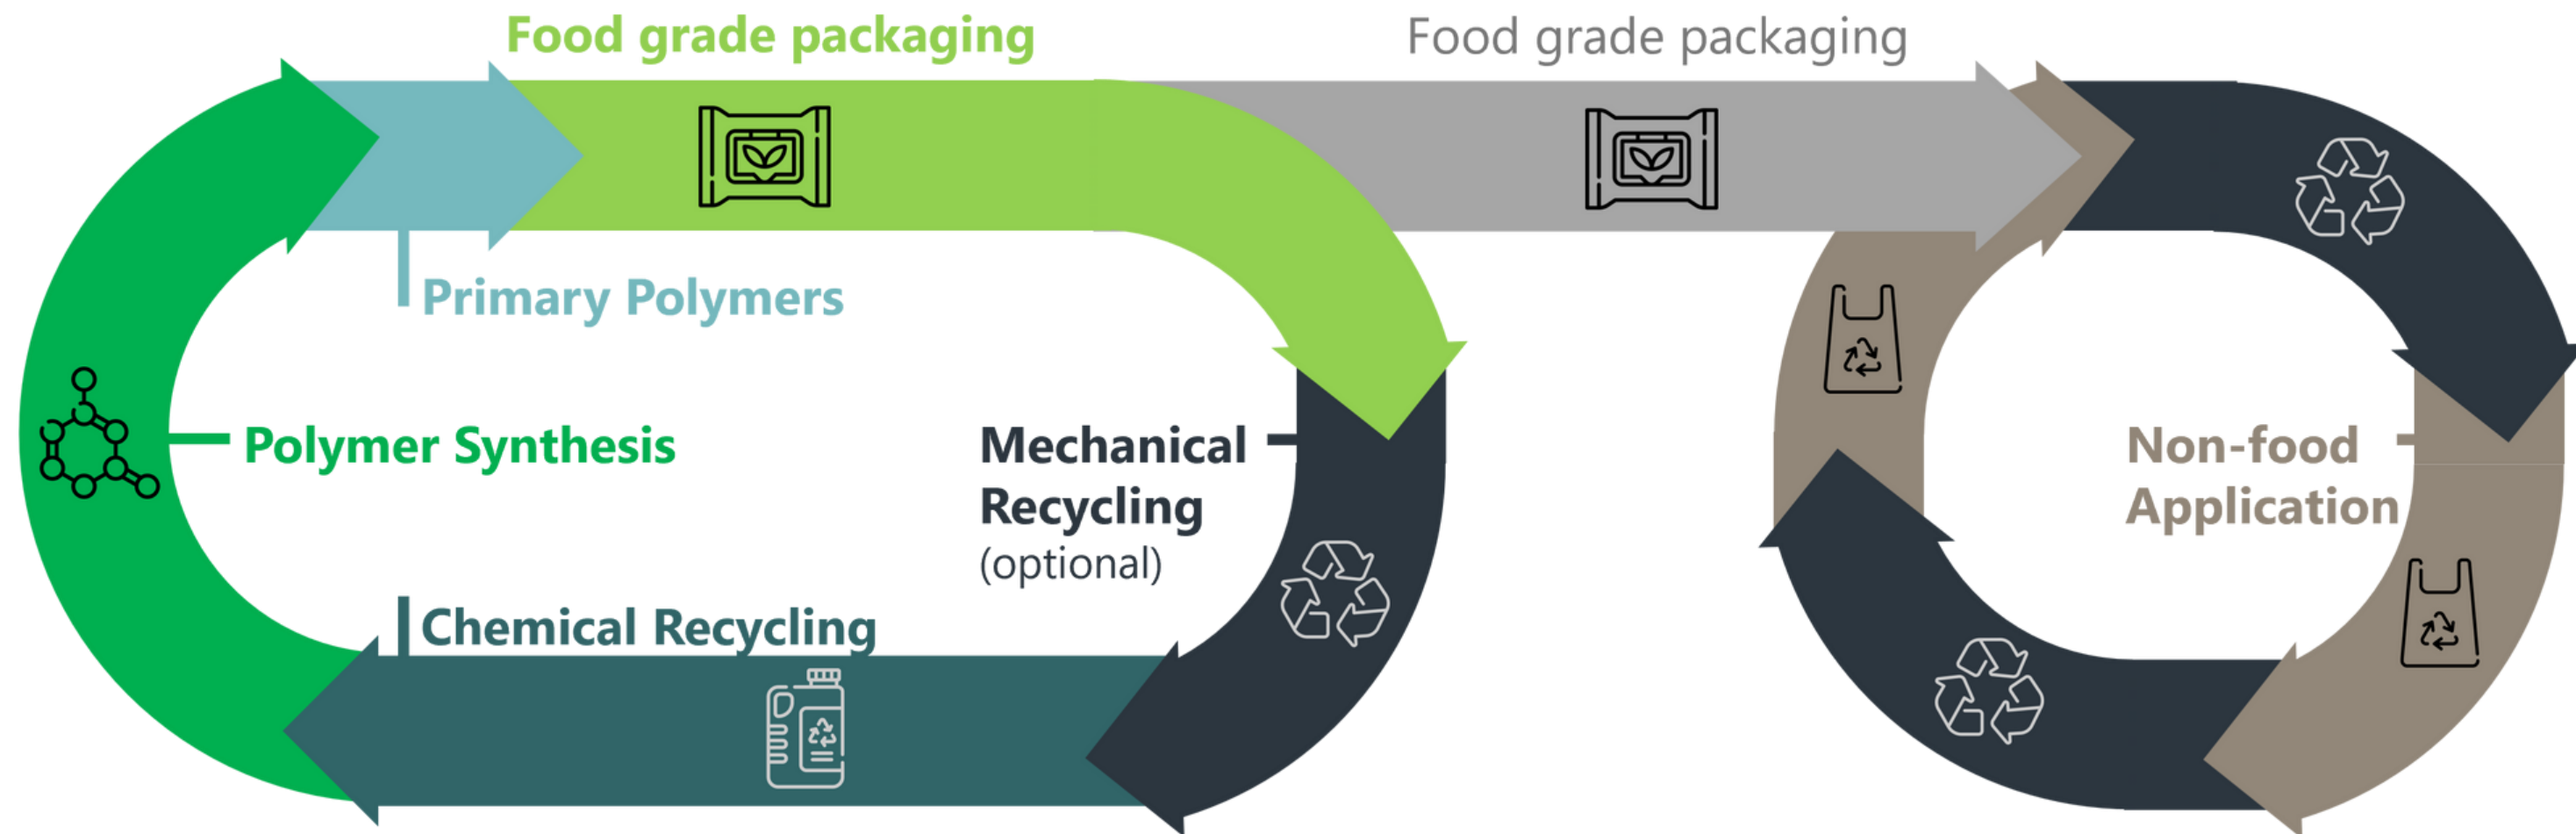 Food grade packaging
Food grade packaging
Primary Polymers
Polymer Synthesis
Mechanical
Recycling
(optional)
Chemical Recycling
Non-food
Application